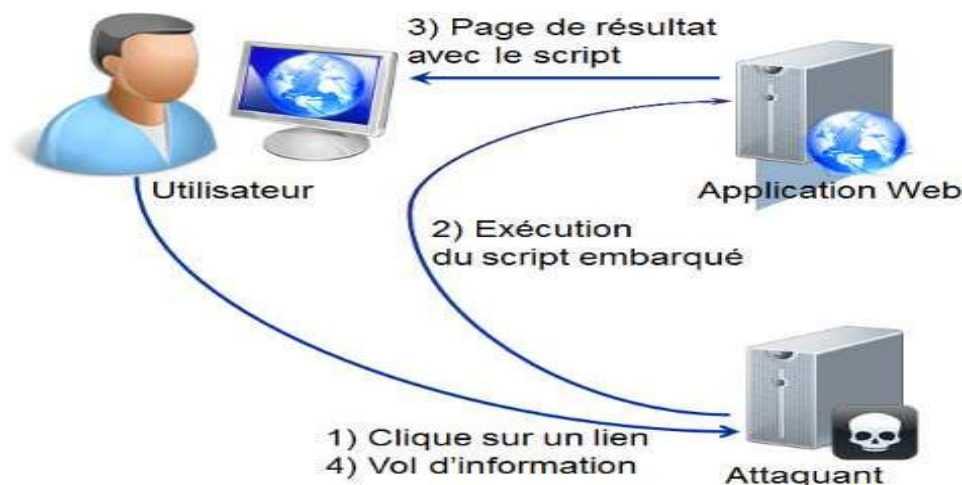 3) Page de résultat
avec le script
Utilisateur
Application Web
2) Exécution
du script embarqué
1) Clique sur un lien
4) Vol d'information
Attaquant